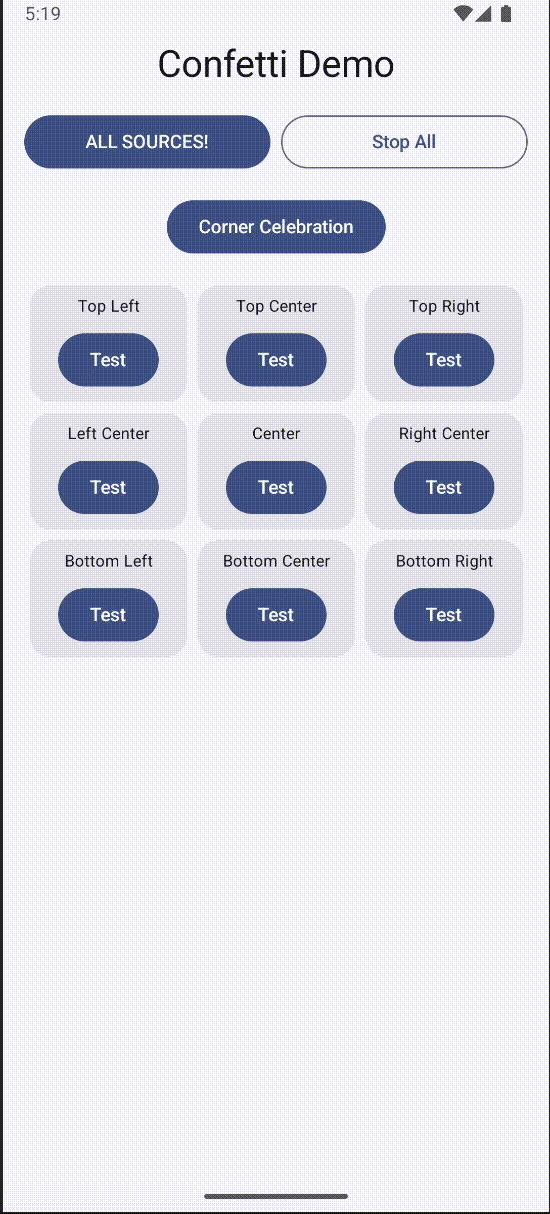 5:19
Confetti Demo
ALL SOURCES! Stop All
Corner Celebration
Top Left Top Center Top Right
Test Test Test
Left Center Center Right Center
Test Test Test
Bottom Left Bottom Center Bottom Right
Test Test Test